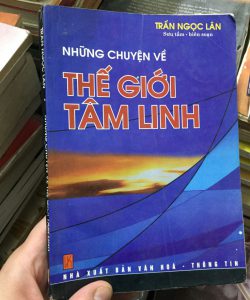 TRẦN NGỌC LÂN
Sưu tầm - biên soạn
NHỮNG CHUYỆN VỀ
THẾ GIỚI
TÂM LINH
NHÀ XUẤT BẢN VĂN HOÁ - THÔNG TIN